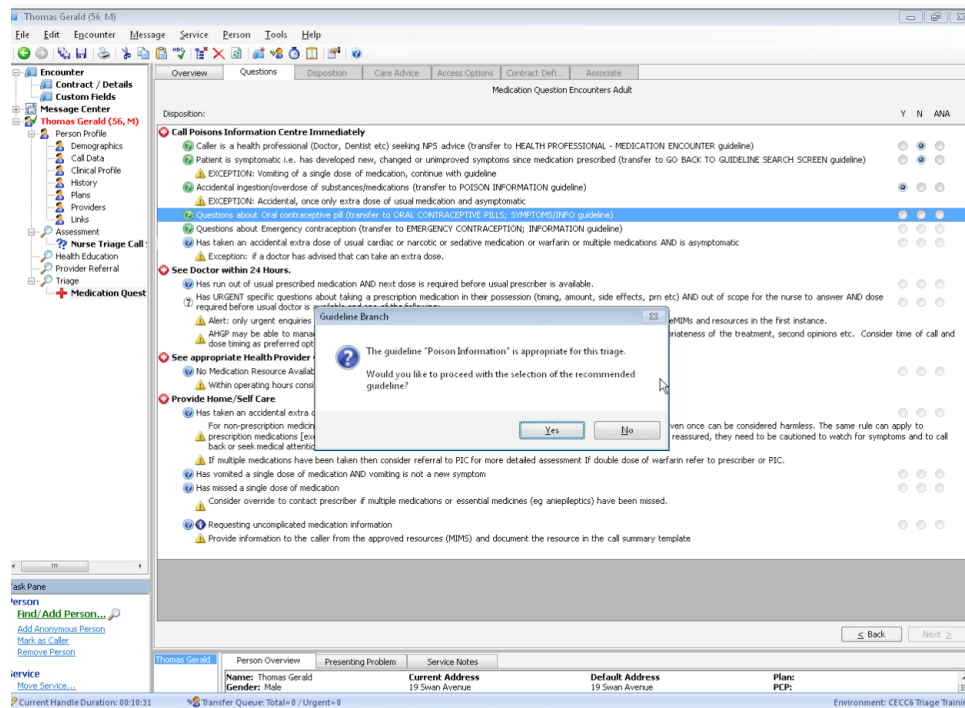 Thomas Gerald (56, M)
File Edit Encounter Message Service Person Tools Help
Encounter
Contract / Details
Custom Fields
Message Center
Thomas Gerald (56, M)
Person Profile
Demographics
Call Data
Clinical Profile
History
Plans
Providers
Links
Assessment
Nurse Triage Call
Health Education
Provider Referral
Triage
Medication Quest
Overview Questions Disposition Care Advice Access Options Contract Defi... Associate
Medication Question Encounters Adult
Disposition: Y N ANA
Call Poisons Information Centre Immediately
Caller is a health professional (Doctor, Dentist etc) seeking NPS advice (transfer to HEALTH PROFESSIONAL - MEDICATION ENCOUNTER guideline)
Patient is symptomatic i.e. has developed new, changed or unimproved symptoms since medication prescribed (transfer to GO BACK TO GUIDELINE SEARCH SCREEN guideline)
EXCEPTION: Vomiting of a single dose of medication, continue with guideline
Accidental ingestion/overdose of substances/medications (transfer to POISON INFORMATION guideline)
EXCEPTION: Accidental, once only extra dose of usual medication and asymptomatic
Questions about Oral contraceptive pill (transfer to ORAL CONTRACEPTIVE PILLS; SYMPTOMS/INFO guideline)
Questions about Emergency contraception (transfer to EMERGENCY CONTRACEPTION; INFORMATION guideline)
Has taken an accidental extra dose of usual cardiac or narcotic or sedative medication or warfarin or multiple medications AND is asymptomatic
Exception: if a doctor has advised that can take an extra dose.
See Doctor within 24 Hours.
Has run out of usual prescribed medication AND next dose is required before usual prescriber is available.
Has URGENT specific questions about taking a prescription medication in their possession (timing, amount, side effects, prn etc) AND out of scope for the nurse to answer AND dose
required before usual doctor is
Alert: only urgent enquiries eMIMs and resources in the first instance.
AHGP may be able to mana priateness of the treatment, second opinions etc. Consider time of call and
dose timing as preferred opt
See appropriate Health Provider
No Medication Resource Availab
Within operating hours consi
Provide Home/Self Care
Has taken an accidental extra
For non-prescription medicin ven once can be considered harmless. The same rule can apply to
prescription medications [ex reassured, they need to be cautioned to watch for symptoms and to call
back or seek medical attentic
If multiple medications have been taken then consider referral to PIC for more detailed assessment If double dose of warfarin refer to prescriber or PIC.
Has vomited a single dose of medication AND vomiting is not a new symptom
Has missed a single dose of medication
Consider override to contact prescriber if multiple medications or essential medicines (eg aniepileptics) have been missed.
Requesting uncomplicated medication information
Provide information to the caller from the approved resources (MIMS) and document the resource in the call summary template
Guideline Branch
The guideline "Poison Information" is appropriate for this triage.
Would you like to proceed with the selection of the recommended
guideline?
Yes No
ask Pane
Person
Find/Add Person...
Add Anonymous Person
Mark as Caller
Remove Person
Service
Move Service...
≤ Back Next ≥
Thomas Gerald Person Overview Presenting Problem Service Notes
Name: Thomas Gerald Current Address Default Address Plan:
Gender: Male 19 Swan Avenue 19 Swan Avenue PCP:
Current Handle Duration: 00:10:31 Transfer Queue: Total= 0 / Urgent= 0 Environment: CECC6 Triage Trainin